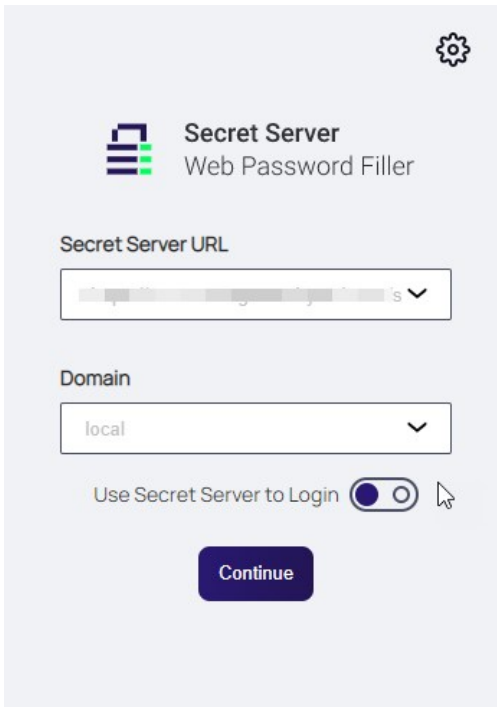 Secret Server
Web Password Filler
Secret Server URL
Domain
local
Use Secret Server to Login
Continue